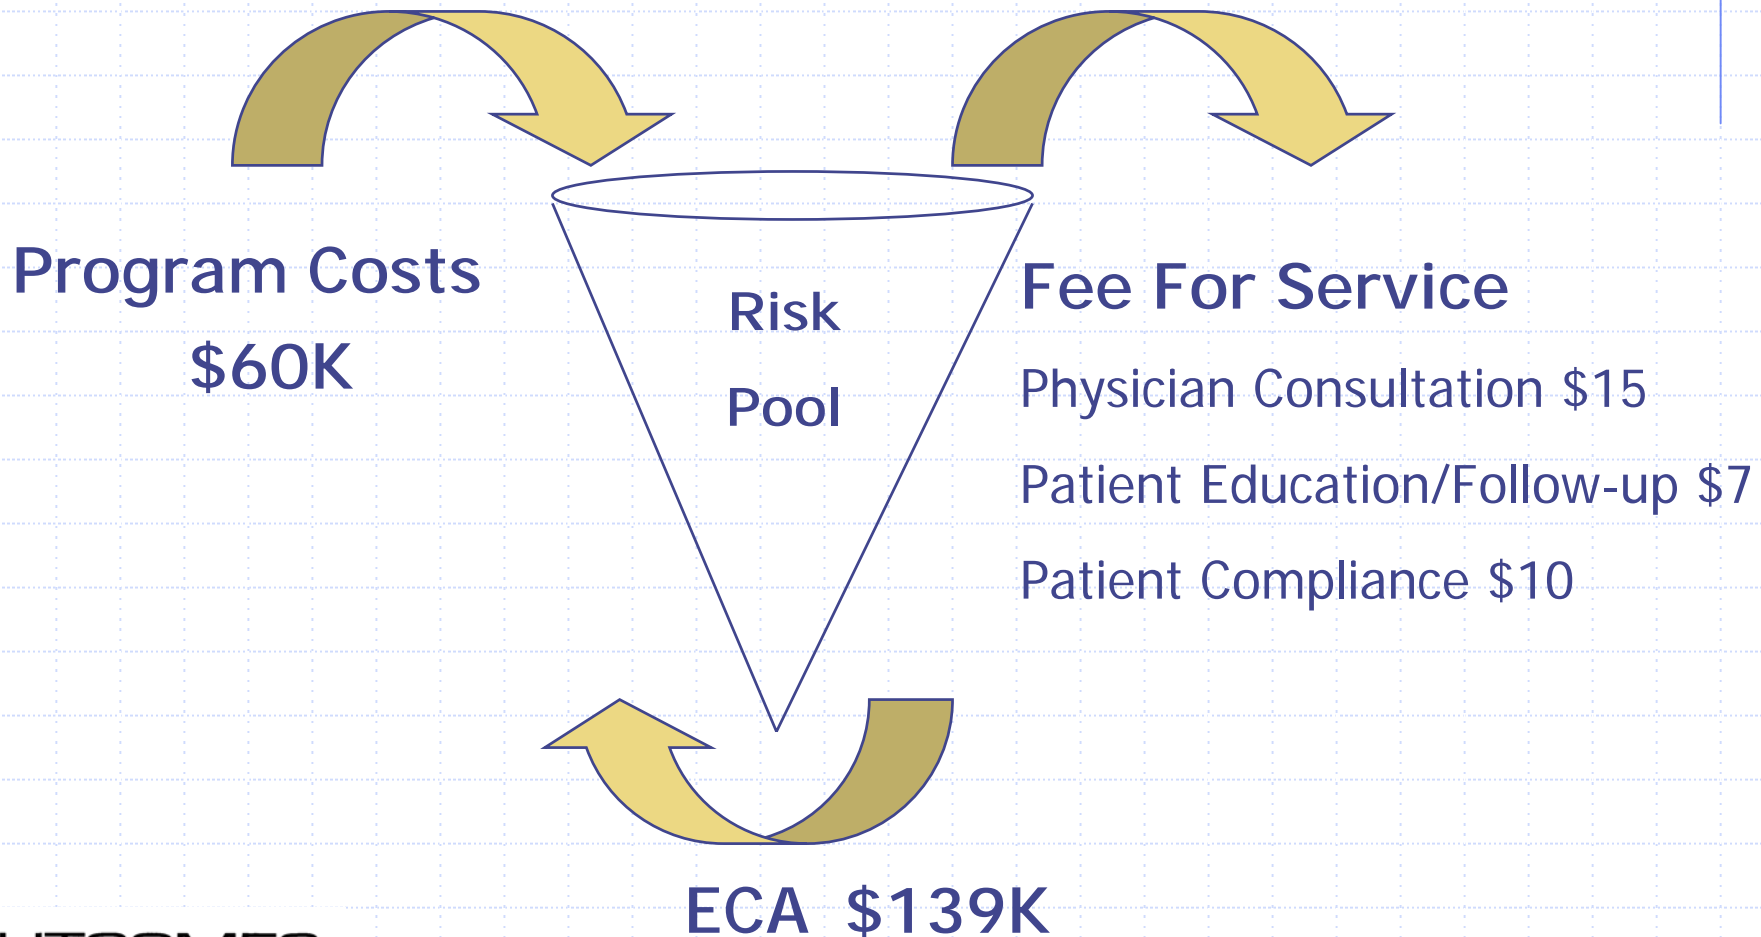 Program Costs
$60K
Risk
Pool
Fee For Service
Physician Consultation $15
Patient Education/Follow-up $7
Patient Compliance $10
ECA $139K